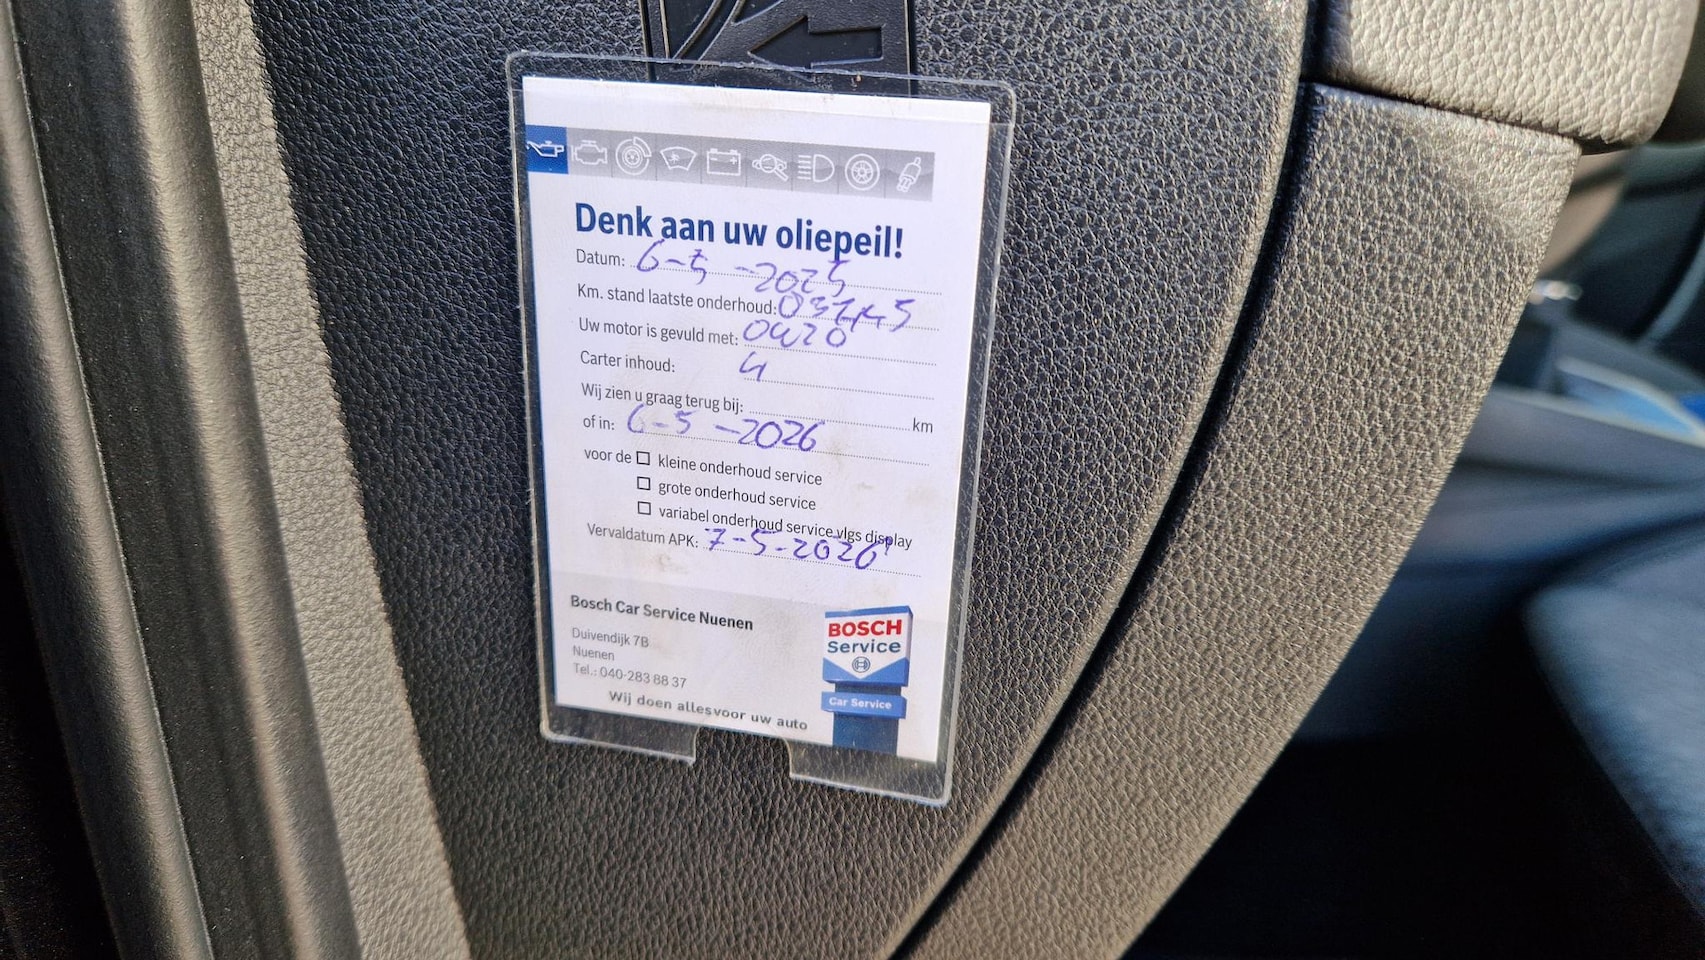 Denk aan uw oliepeil!
Datum: 6-5-2025
Km. stand laatste onderhoud:
Uw motor is gevuld met: 0W20
Carter inhoud: 4
Wij zien u graag terug bij: km
of in: 6-5-2026
voor de kleine onderhoud service
grote onderhoud service
variabel onderhoud service vlgs display
Vervaldatum APK: 7-5-2026
Bosch Car Service Nuenen
Duivendijk 7B
Nuenen
Tel.: 040-283 88 37
Wij doen allesvoor uw auto
BOSCH
Service
Car Service